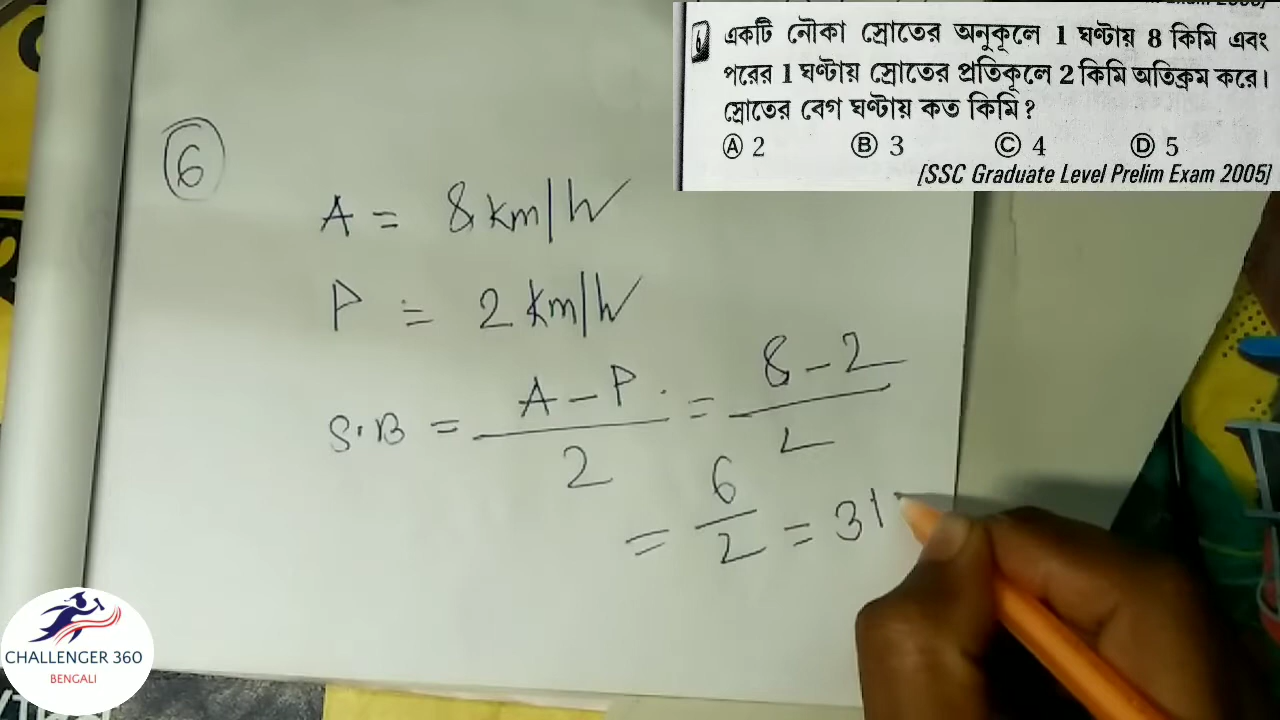 6 একটি নৌকা স্রোতের অনুকূলে 1 ঘণ্টায় 8 কিমি এবং
পরের 1 ঘণ্টায় স্রোতের প্রতিকূলে 2 কিমি অতিক্রম করে।
স্রোতের বেগ ঘণ্টায় কত কিমি?
Ⓐ 2 Ⓑ 3 Ⓒ 4 Ⓓ 5
[SSC Graduate Level Prelim Exam 2005]
6
A = 8 km/h
P = 2 km/h
S.B = A - P / 2 = 8 - 2 / 2
= 6 / 2 = 3
CHALLENGER 360
BENGALI